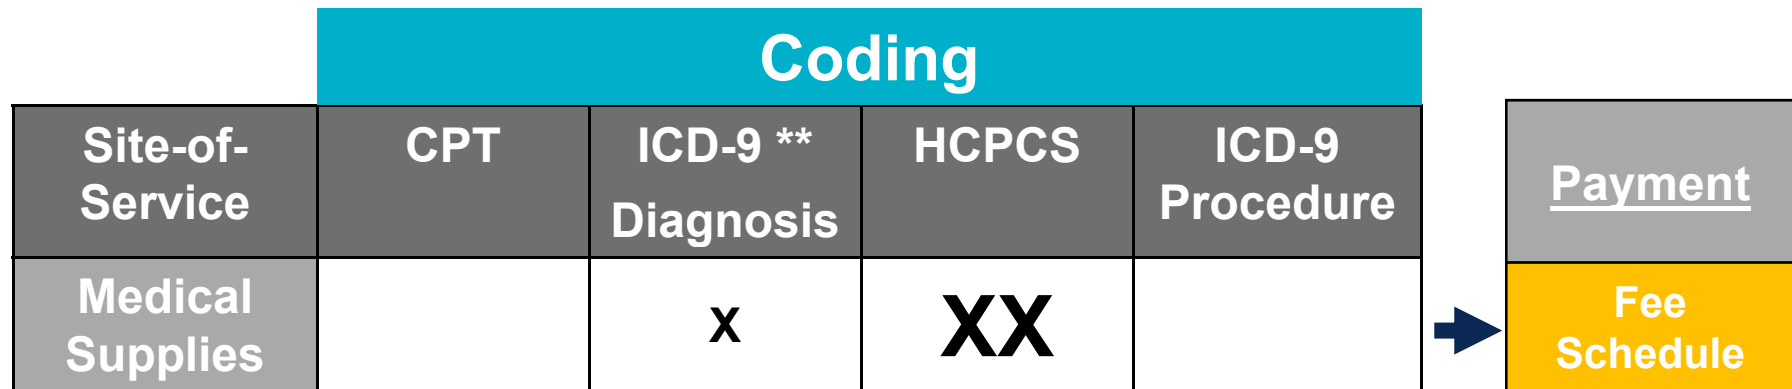 Coding
Site-of-
Service
CPT
ICD-9 **
Diagnosis
HCPCS
ICD-9
Procedure
Payment
Medical
Supplies
x
XX
Fee
Schedule